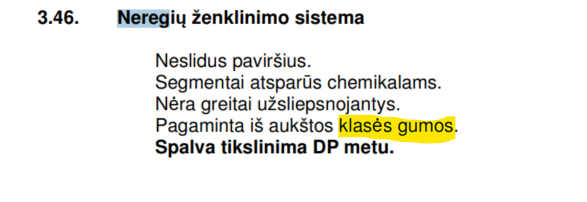 3.46. Neregių ženklinimo sistema
Neslidus paviršius.
Segmentai atsparūs chemikalams.
Nėra greitai užsliepsnojantys.
Pagaminta iš aukštos klasės gumos.
Spalva tikslinima DP metu.